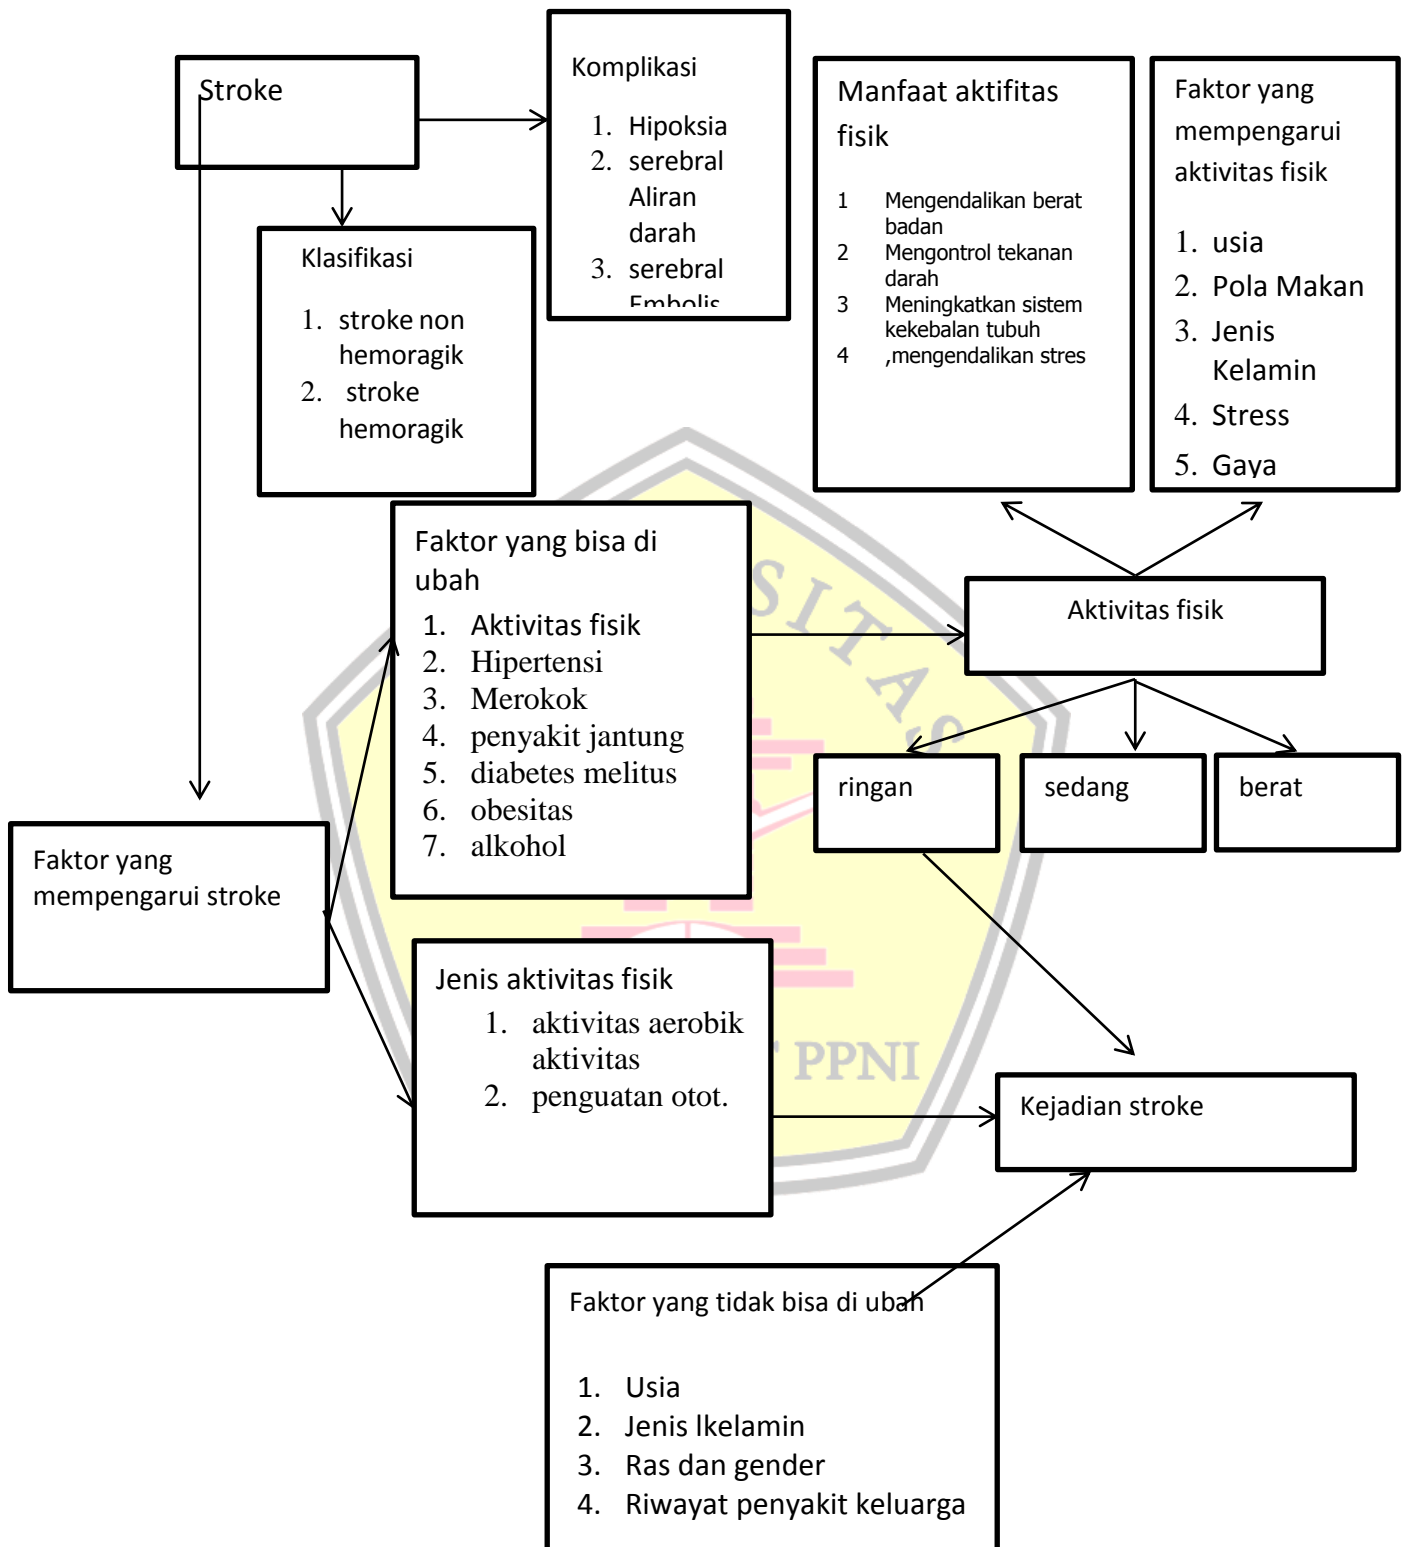 Stroke
Komplikasi
1. Hipoksia
2. serebral
Aliran
darah
3. serebral
Embolis
Manfaat aktifitas
fisik
1 Mengendalikan berat
badan
2 Mengontrol tekanan
darah
3 Meningkatkan sistem
kekebalan tubuh
4 ,mengendalikan stres
Faktor yang
mempengarui
aktivitas fisik
1. usia
2. Pola Makan
3. Jenis
Kelamin
4. Stress
5. Gaya
Klasifikasi
1. stroke non
hemoragik
2. stroke
hemoragik
Faktor yang bisa di
ubah
1. Aktivitas fisik
2. Hipertensi
3. Merokok
4. penyakit jantung
5. diabetes melitus
6. obesitas
7. alkohol
Aktivitas fisik
ringan
sedang
berat
Faktor yang
mempengarui stroke
Jenis aktivitas fisik
1. aktivitas aerobik
aktivitas
2. penguatan otot.
Kejadian stroke
Faktor yang tidak bisa di ubah
1. Usia
2. Jenis lkelamin
3. Ras dan gender
4. Riwayat penyakit keluarga
SITAS
PPNI